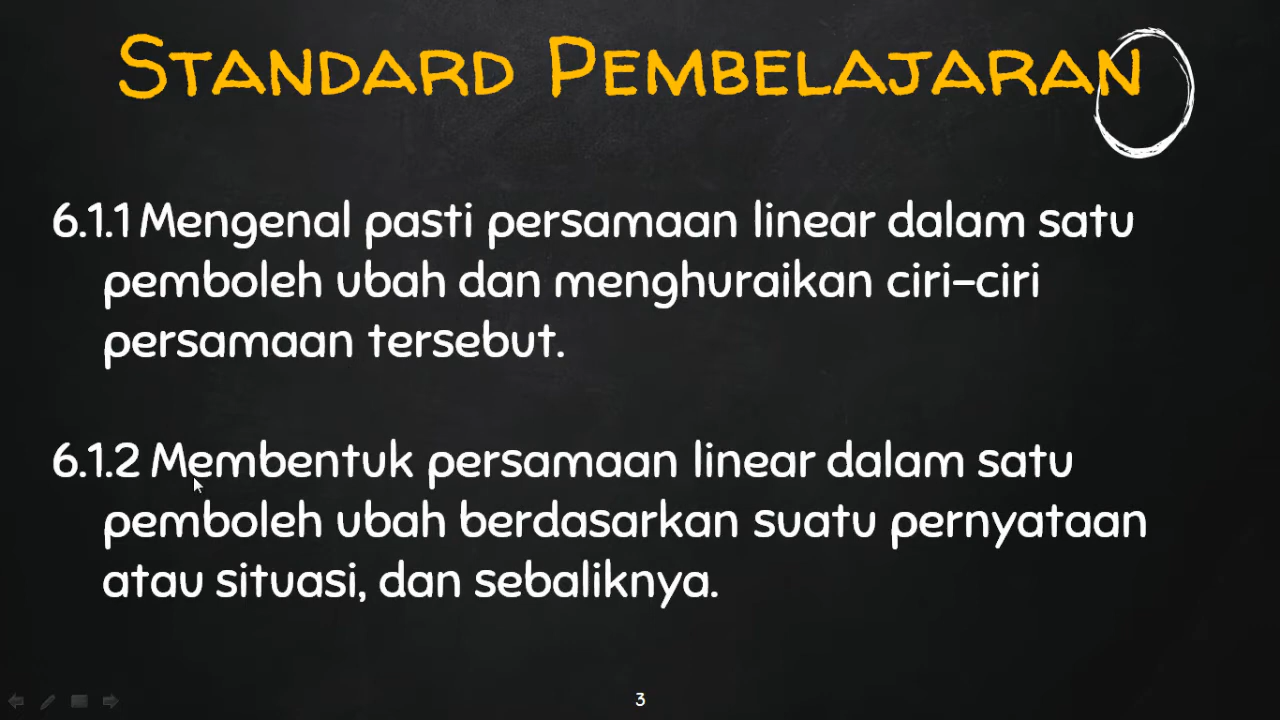 STANDARD PEMBELAJARAN
6.1.1 Mengenal pasti persamaan linear dalam satu
pemboleh ubah dan menghuraikan ciri-ciri
persamaan tersebut.
6.1.2 Membentuk persamaan linear dalam satu
pemboleh ubah berdasarkan suatu pernyataan
atau situasi, dan sebaliknya.
3